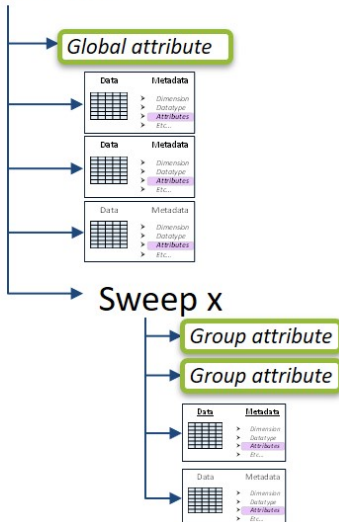 Global attribute
Data Metadata
Dimension
Datatype
Attributes
Etc...
Data Metadata
Dimension
Datatype
Attributes
Etc...
Data Metadata
Dimension
Datatype
Attributes
Etc...
Sweep x
Group attribute
Group attribute
Data Metadata
Dimension
Datatype
Attributes
Etc...
Data Metadata
Dimension
Datatype
Attributes
Etc...